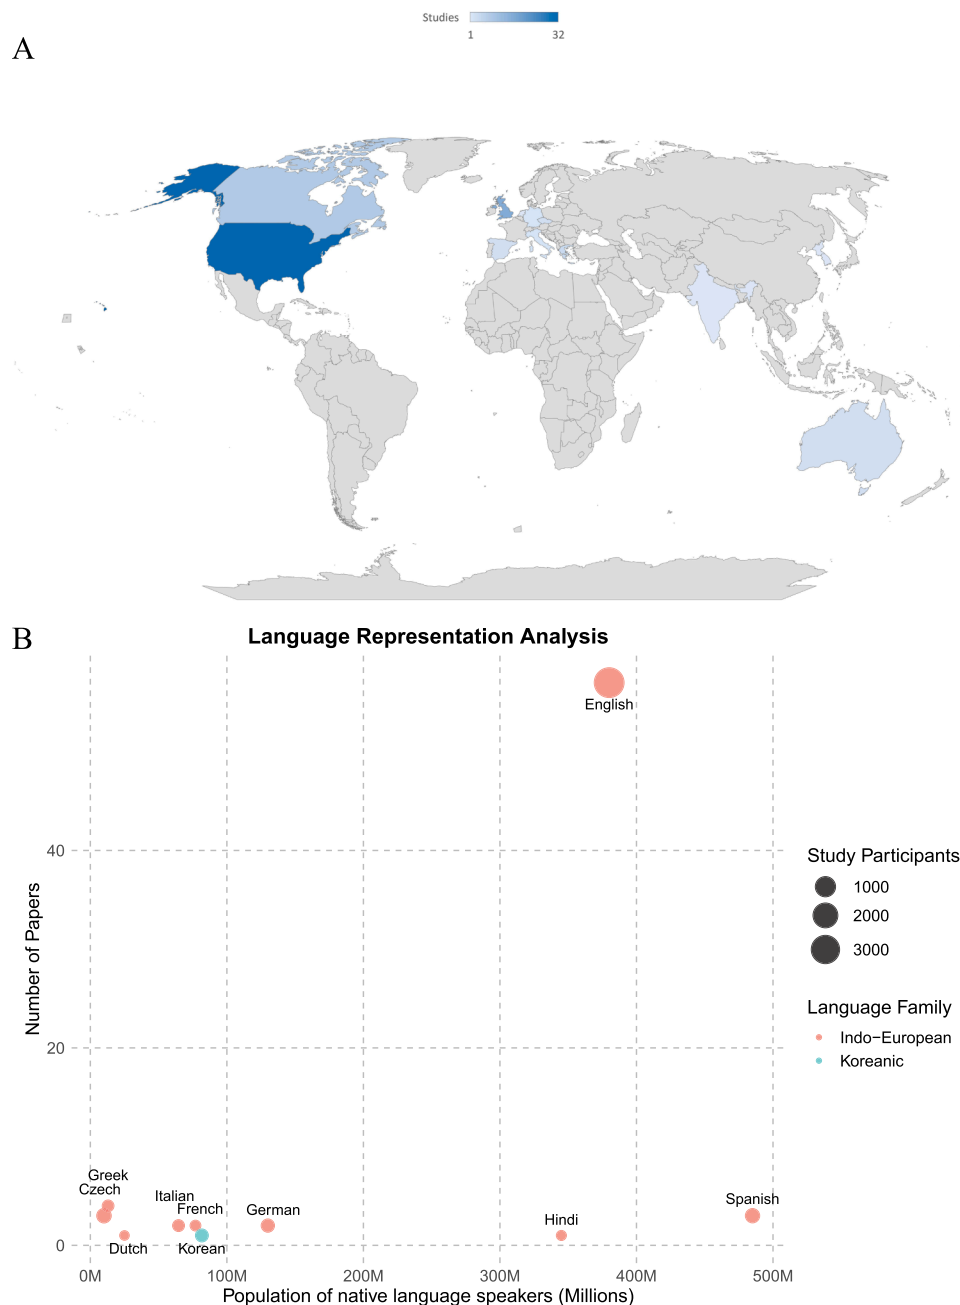 Studies
1 32
A
B
Language Representation Analysis
English
40
Number of Papers
20
0
Study Participants
1000
2000
3000
Language Family
Indo−European
Koreanic
Greek
Czech
Dutch
Italian
French
Korean
German
Hindi
Spanish
0M 100M 200M 300M 400M 500M
Population of native language speakers (Millions)